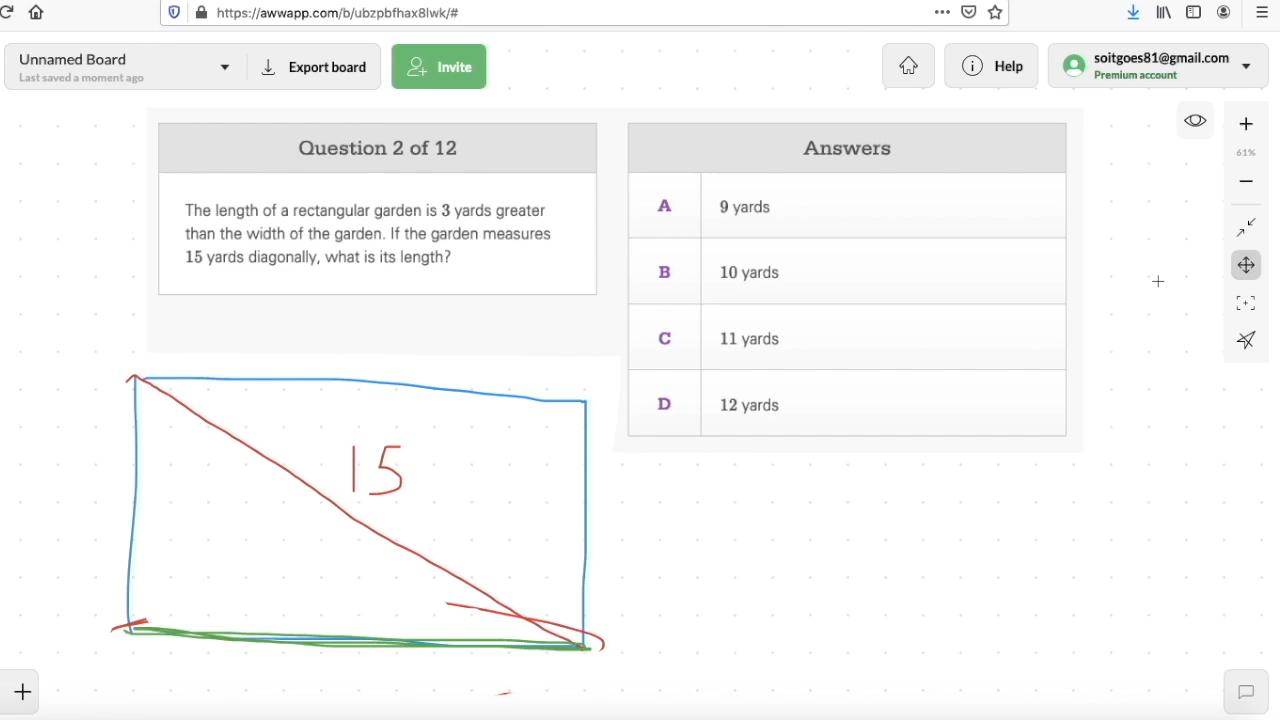 https://awwapp.com/b/ubzpbfhax8lwk/#
Unnamed Board
Last saved a moment ago
Export board
Invite
Help
soitgoes81@gmail.com
Premium account
61%
Question 2 of 12
The length of a rectangular garden is 3 yards greater
than the width of the garden. If the garden measures
15 yards diagonally, what is its length?
Answers
A 9 yards
B 10 yards
C 11 yards
D 12 yards
15